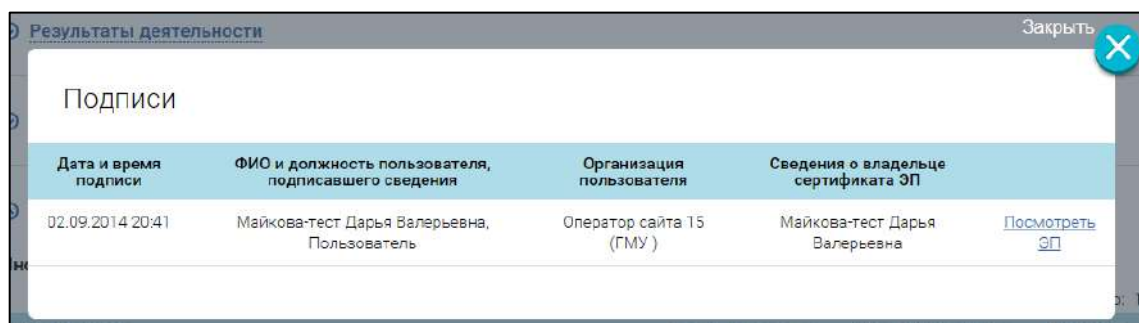 Результаты деятельности
Закрыть
Подписи
Дата и время подписи
ФИО и должность пользователя, подписавшего сведения
Организация пользователя
Сведения о владельце сертификата ЭП
02.09.2014 20:41
Майкова-тест Дарья Валерьевна, Пользователь
Оператор сайта 15 (ГМУ )
Майкова-тест Дарья Валерьевна
Посмотреть ЭП